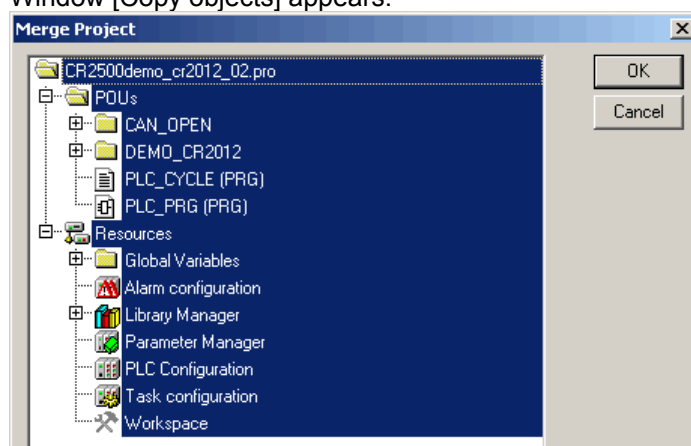 Window [Copy objects] appears.
Merge Project
CR2500demo_cr2012_02.pro
OK
POUs
Cancel
CAN_OPEN
DEMO_CR2012
PLC_CYCLE (PRG)
PLC_PRG (PRG)
Resources
Global Variables
Alarm configuration
Library Manager
Parameter Manager
PLC Configuration
Task configuration
Workspace